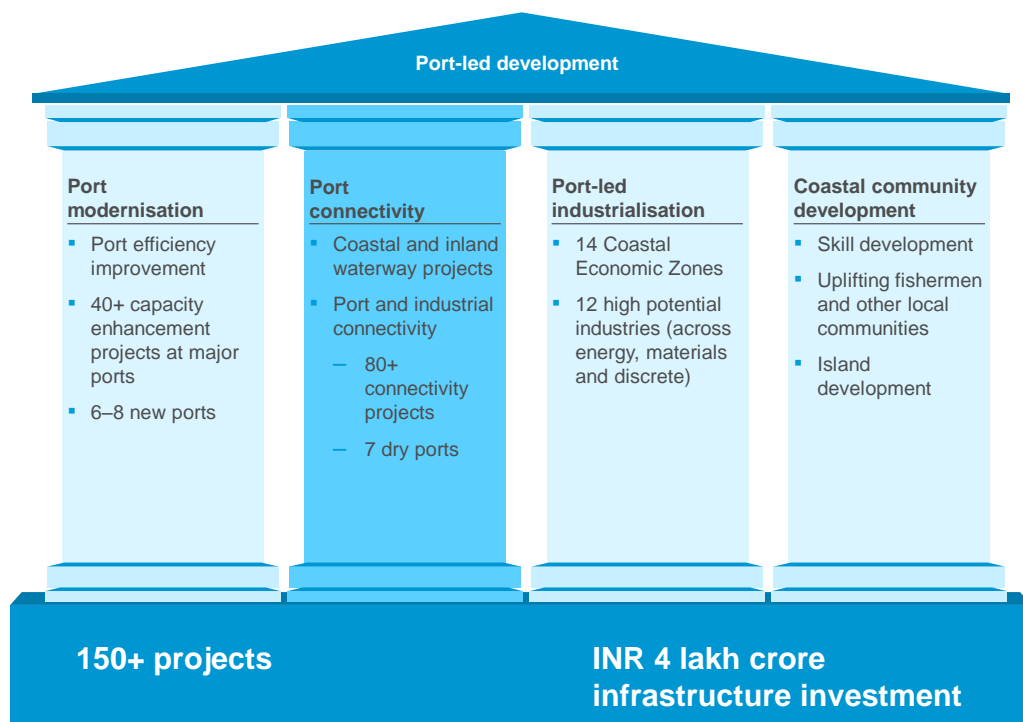 Port-led development
Port
modernisation
▪ Port efficiency
improvement
▪ 40+ capacity
enhancement
projects at major
ports
▪ 6–8 new ports
Port
connectivity
▪ Coastal and inland
waterway projects
▪ Port and industrial
connectivity
– 80+
connectivity
projects
– 7 dry ports
Port-led
industrialisation
▪ 14 Coastal
Economic Zones
▪ 12 high potential
industries (across
energy, materials
and discrete)
Coastal community
development
▪ Skill development
▪ Uplifting fishermen
and other local
communities
▪ Island
development
150+ projects
INR 4 lakh crore
infrastructure investment